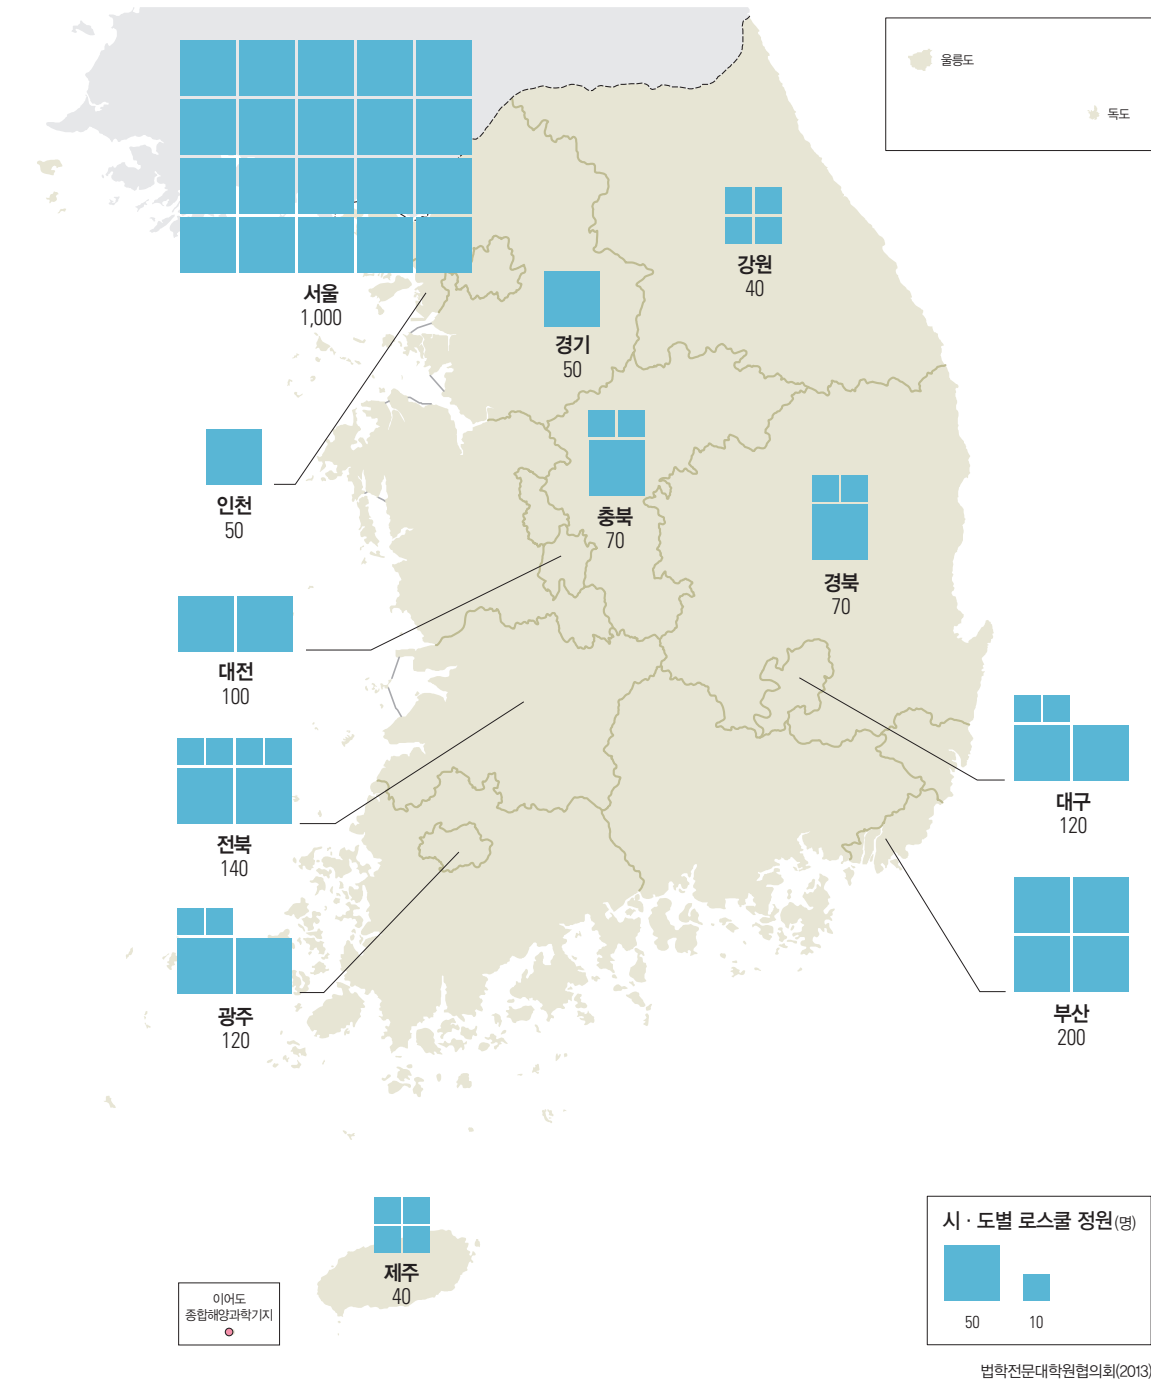 울릉도
독도
서울
1,000
강원
40
경기
50
인천
50
충북
70
경북
70
대전
100
대구
120
전북
140
부산
200
광주
120
제주
40
이어도
종합해양과학기지
시 · 도별 로스쿨 정원(명)
50 10
법학전문대학원협의회(2013)